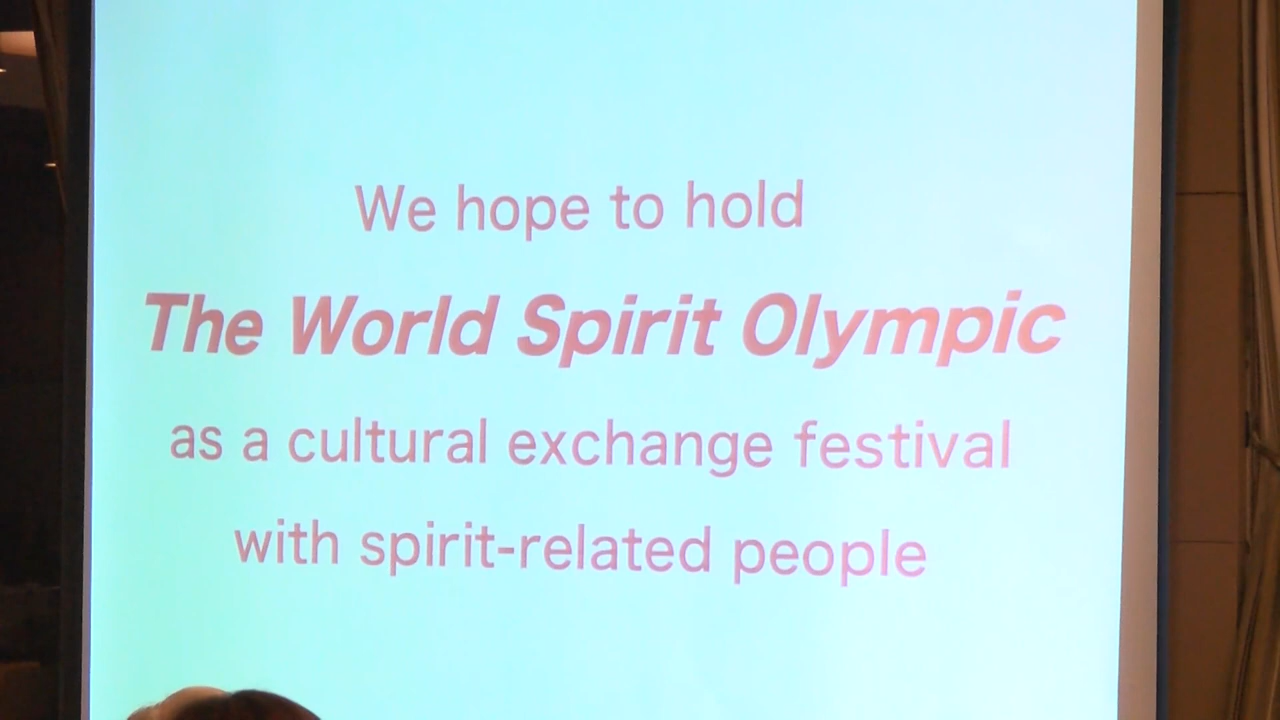 We hope to hold
The World Spirit Olympic
as a cultural exchange festival
with spirit-related people